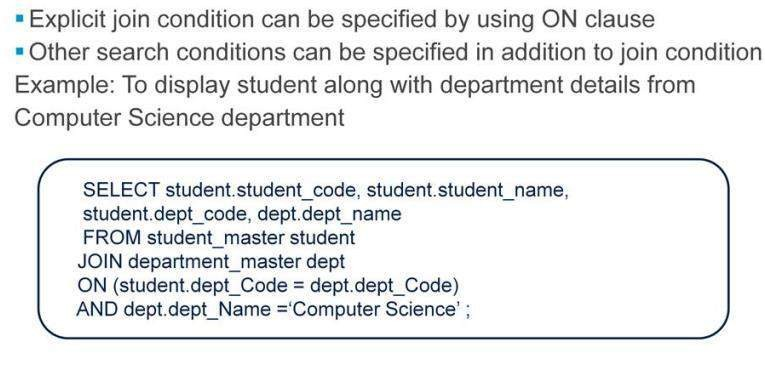 ▪ Explicit join condition can be specified by using ON clause
▪ Other search conditions can be specified in addition to join condition
Example: To display student along with department details from
Computer Science department
SELECT student.student_code, student.student_name,
student.dept_code, dept.dept_name
FROM student_master student
JOIN department_master dept
ON (student.dept_Code = dept.dept_Code)
AND dept.dept_Name =‘Computer Science’ ;